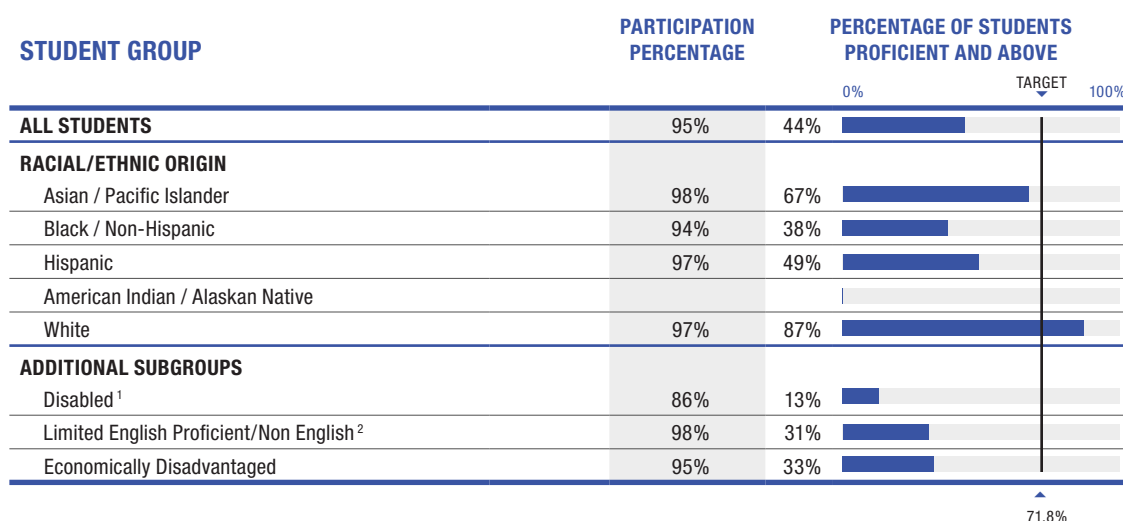 STUDENT GROUP
PARTICIPATION
PERCENTAGE
PERCENTAGE OF STUDENTS
PROFICIENT AND ABOVE
0% TARGET 100%
ALL STUDENTS 95% 44%
RACIAL/ETHNIC ORIGIN
Asian / Pacific Islander 98% 67%
Black / Non-Hispanic 94% 38%
Hispanic 97% 49%
American Indian / Alaskan Native
White 97% 87%
ADDITIONAL SUBGROUPS
Disabled 1 86% 13%
Limited English Proficient/Non English 2 98% 31%
Economically Disadvantaged 95% 33%
71.8%